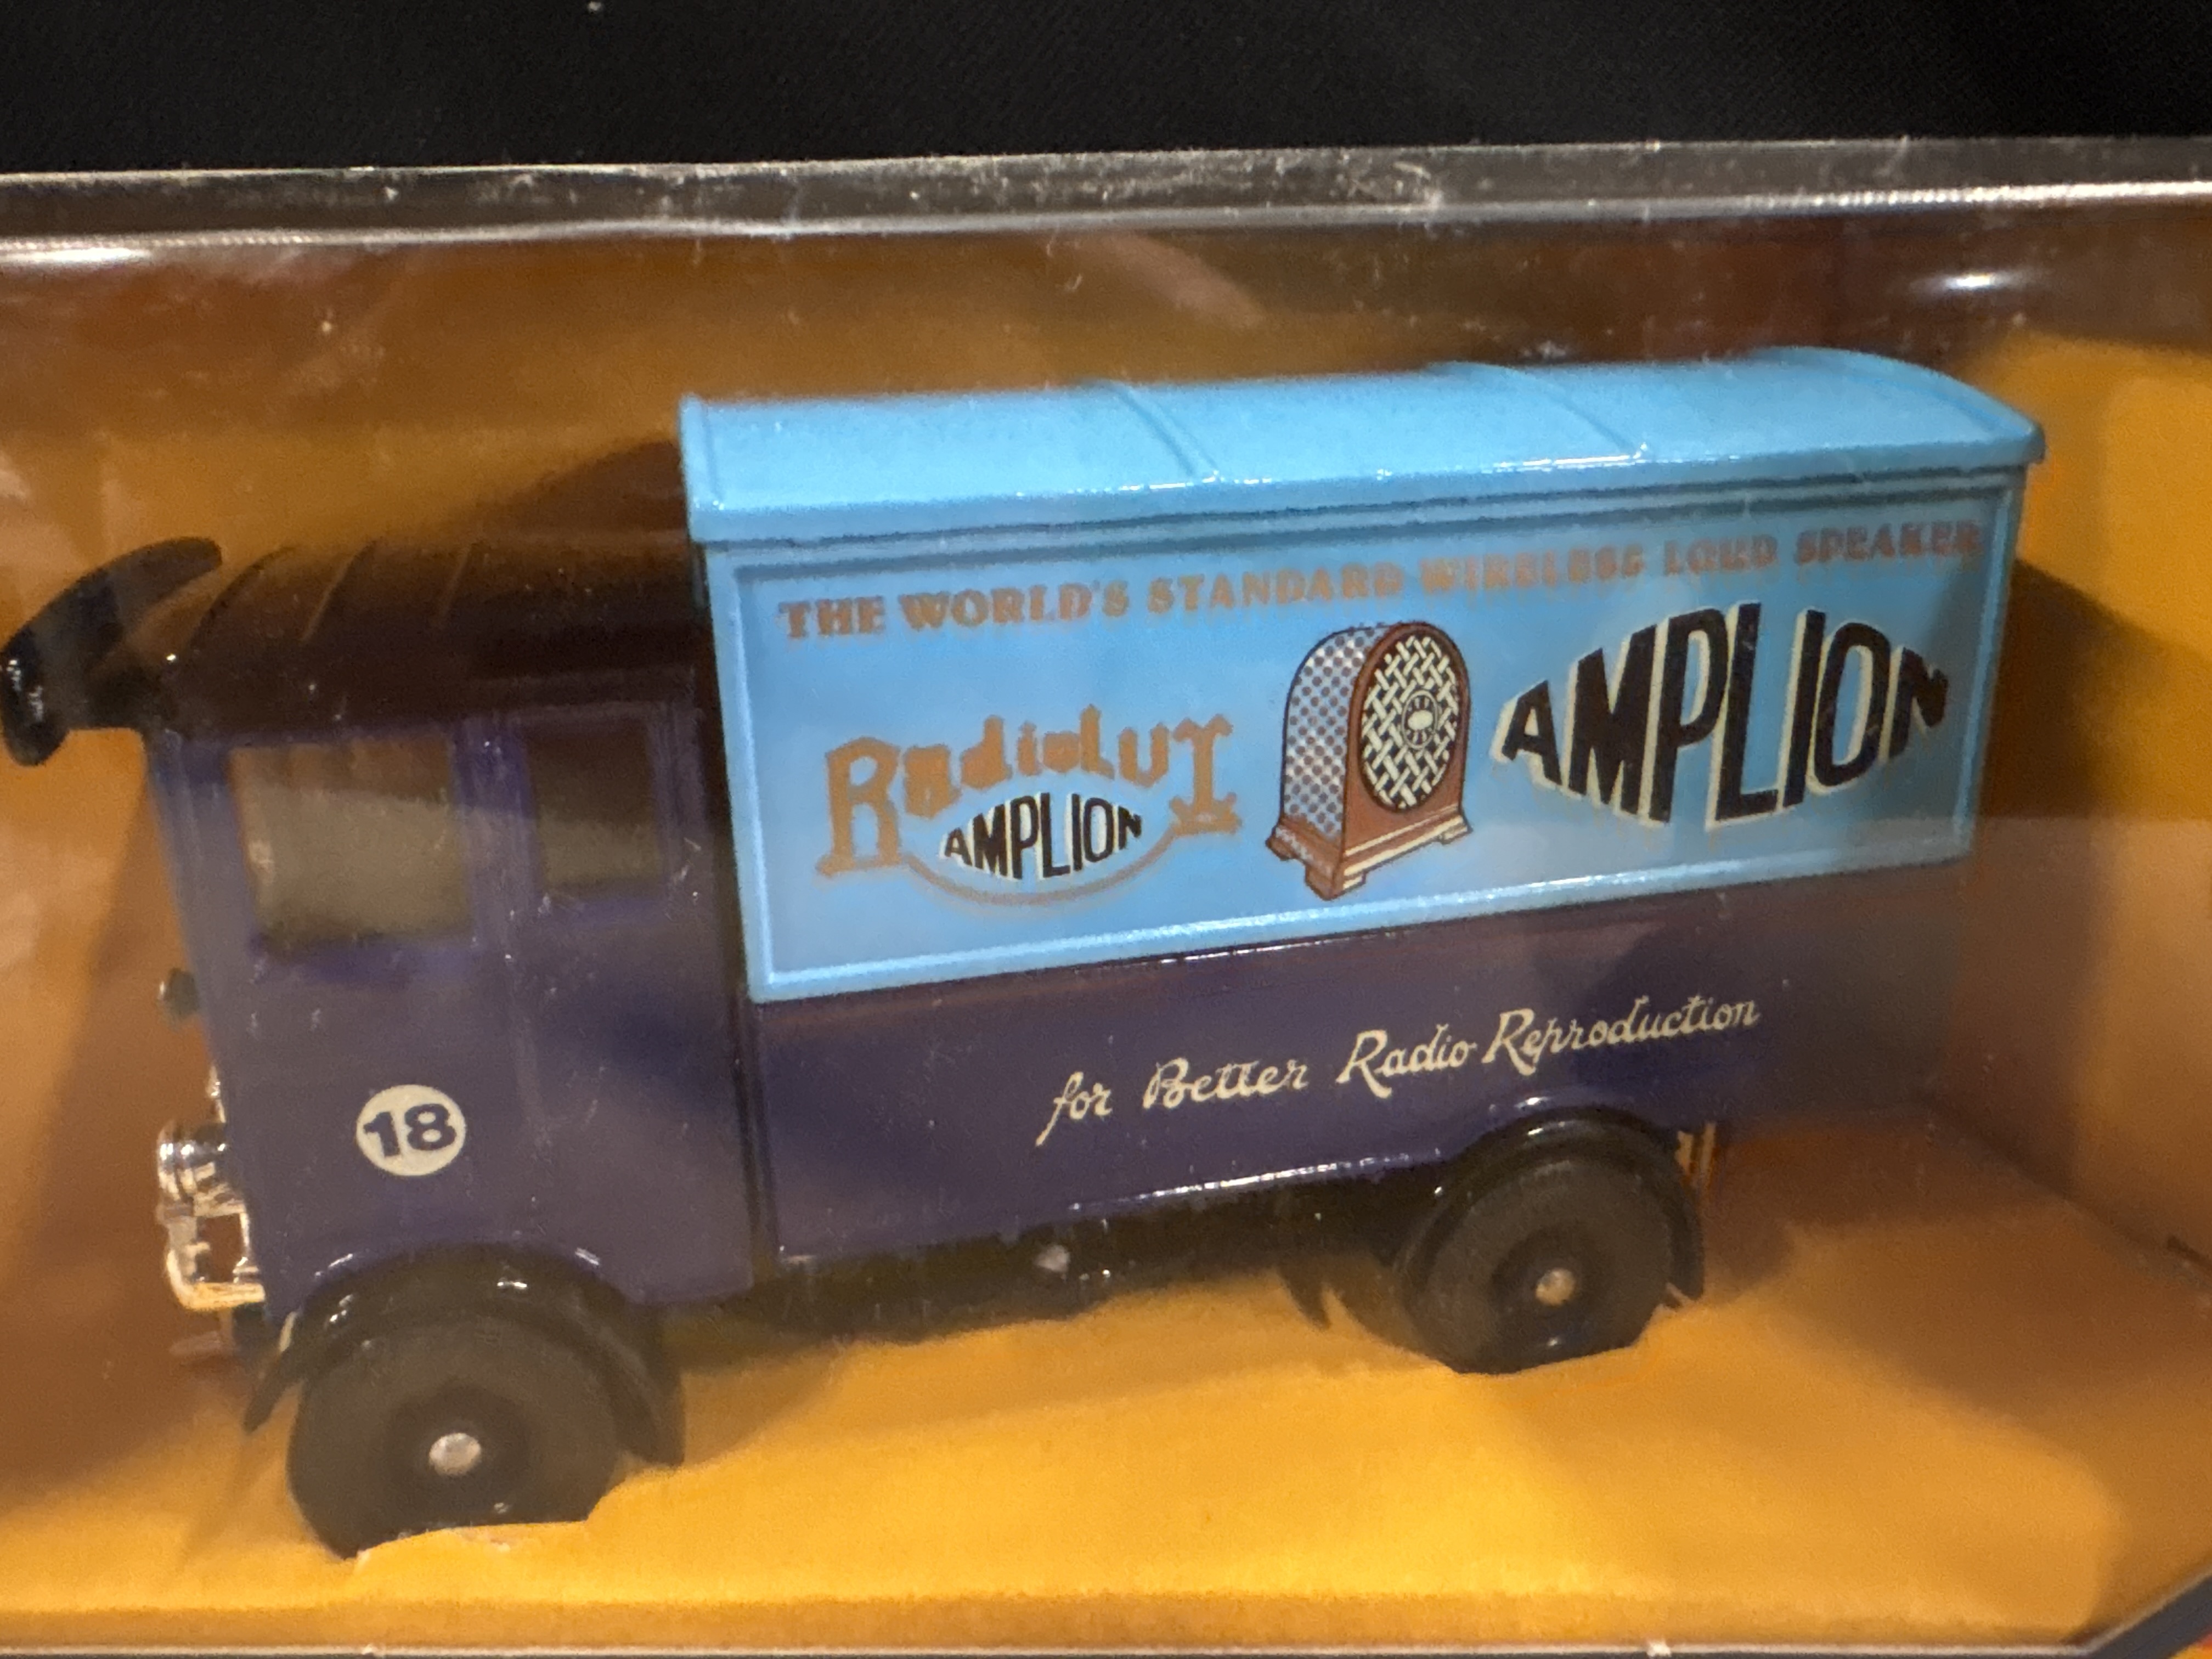 THE WORLD'S STANDARD WIRELESS LOUD SPEAKER
RadioLUX
AMPLION
AMPLION
for Better Radio Reproduction
18